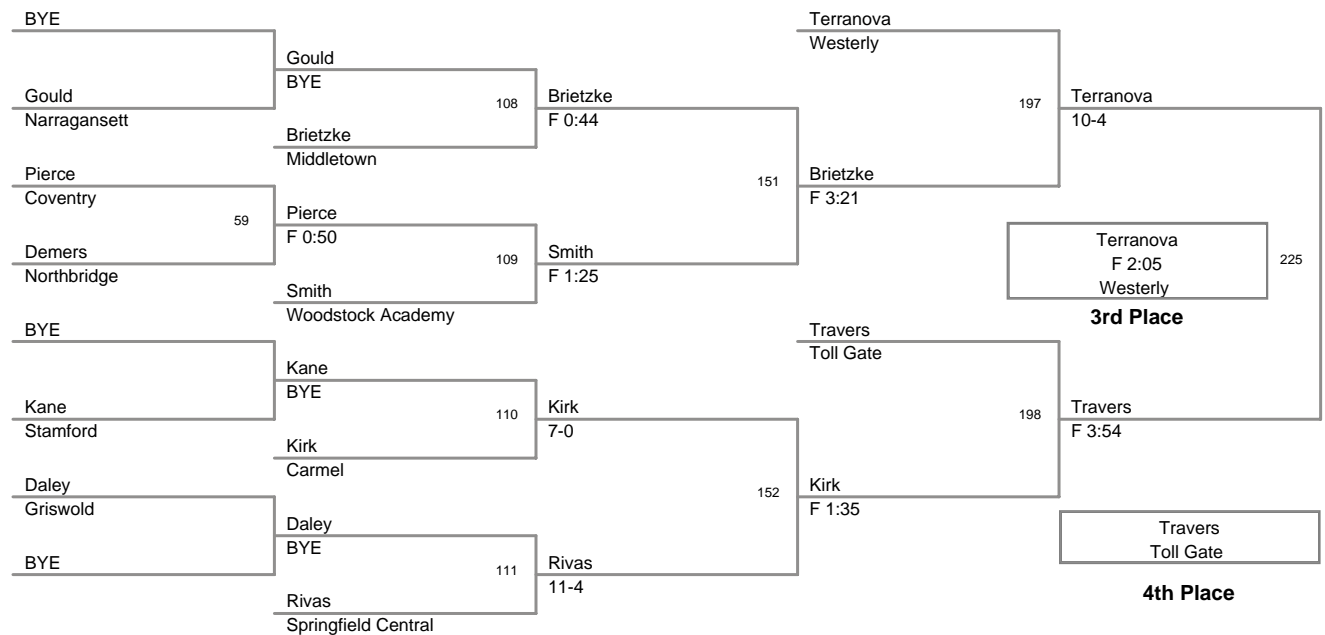 BYE
Gould
Narragansett
Pierce
Coventry
59
Demers
Northbridge
BYE
Kane
Stamford
Daley
Griswold
BYE
Gould
BYE
108
Brietzke
Middletown
Pierce
F 0:50
109
Smith
Woodstock Academy
Kane
BYE
110
Kirk
Carmel
Daley
BYE
111
Rivas
Springfield Central
Brietzke
F 0:44
151
Smith
F 1:25
Kirk
7-0
152
Rivas
11-4
Terranova
Westerly
197
Brietzke
F 3:21
Travers
Toll Gate
198
Kirk
F 1:35
Terranova
10-4
Terranova
F 2:05
Westerly
225
3rd Place
Travers
F 3:54
Travers
Toll Gate
4th Place